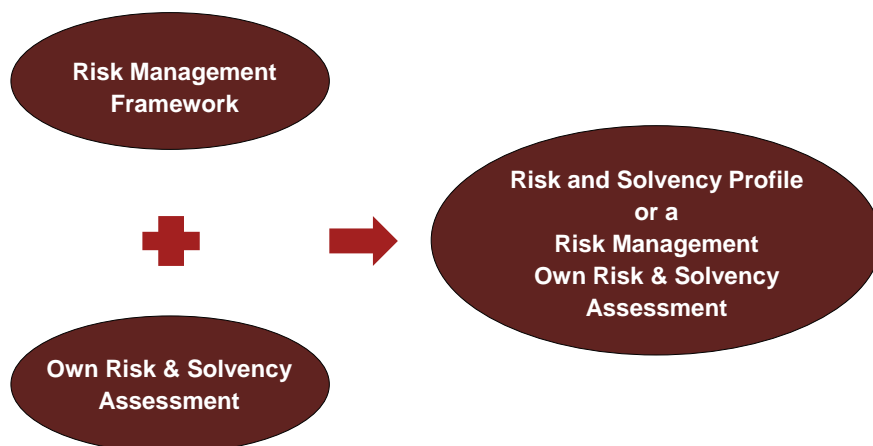 Risk Management
Framework
Own Risk & Solvency
Assessment
Risk and Solvency Profile
or a
Risk Management
Own Risk & Solvency
Assessment